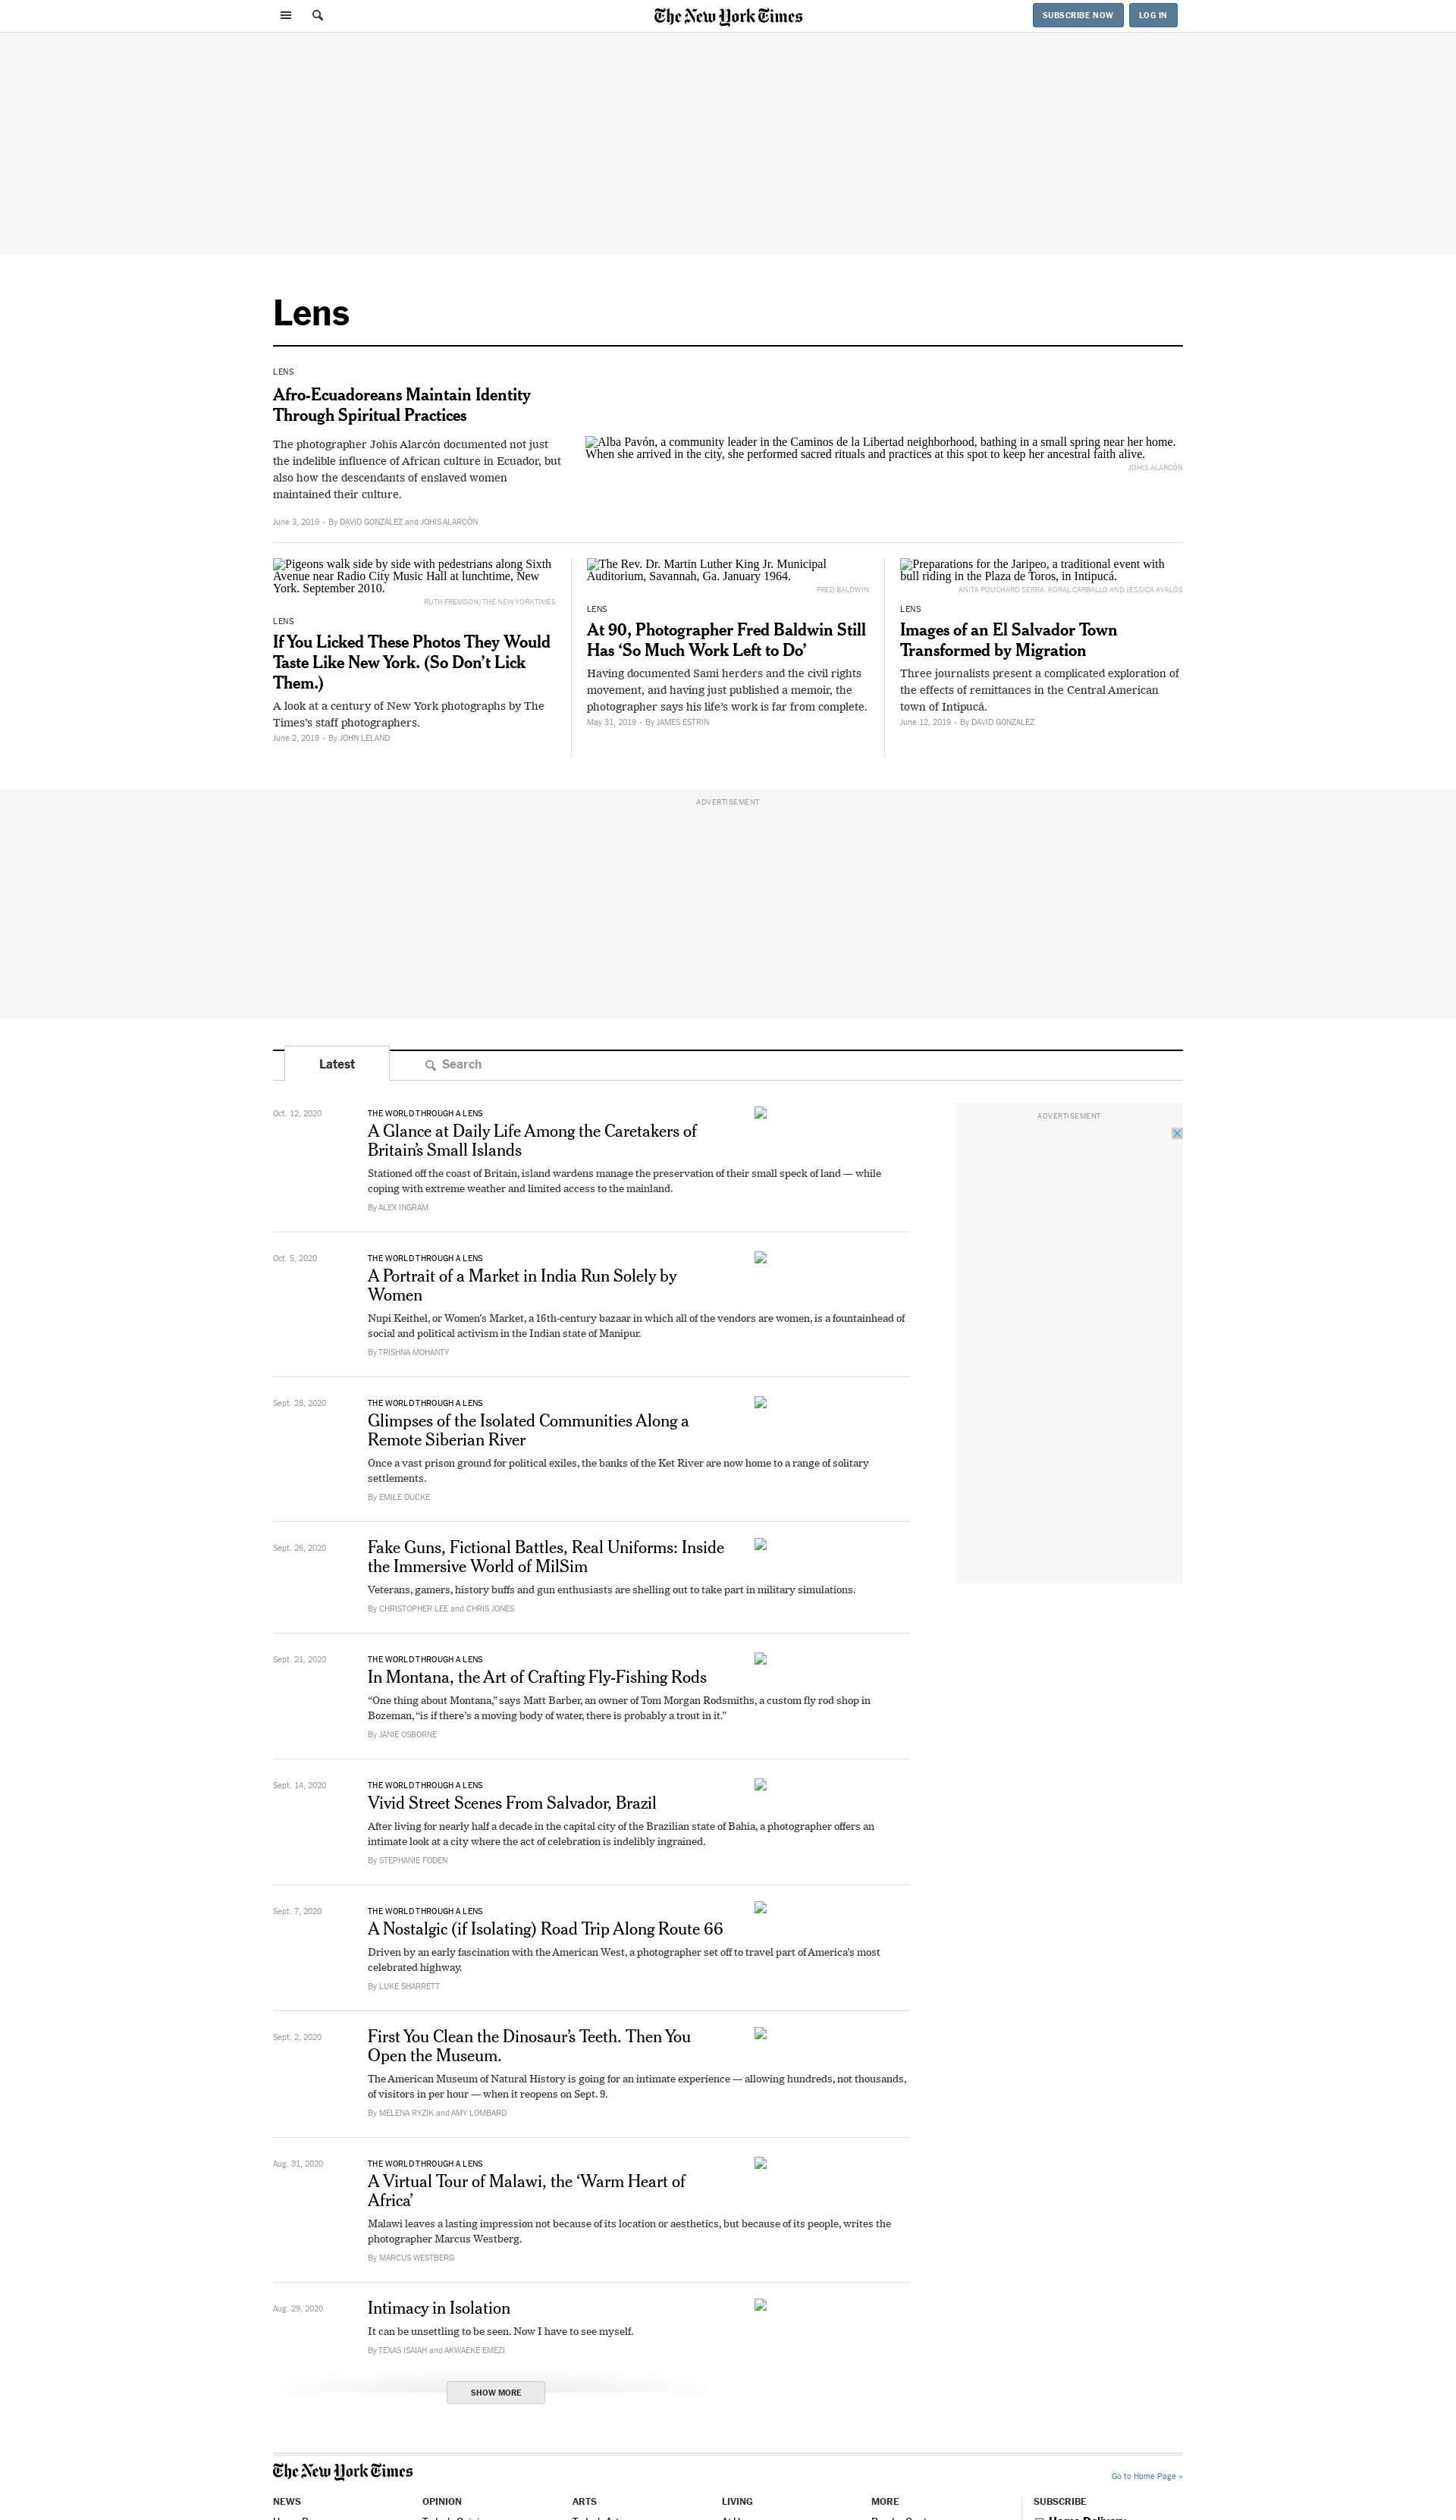 The New York Times
SUBSCRIBE NOW
LOG IN
Lens
LENS
Afro-Ecuadoreans Maintain Identity
Through Spiritual Practices
The photographer Johis Alarcón documented not just
the indelible influence of African culture in Ecuador, but
also how the descendants of enslaved women
maintained their culture.
June 3, 2019 • By DAVID GONZALEZ and JOHIS ALARCÓN
Alba Pavón, a community leader in the Caminos de la Libertad neighborhood, bathing in a small spring near her home.
When she arrived in the city, she performed sacred rituals and practices at this spot to keep her ancestral faith alive.
JOHIS ALARCÓN
Pigeons walk side by side with pedestrians along Sixth
Avenue near Radio City Music Hall at lunchtime, New
York. September 2010.
RUTH FREMSON/THE NEW YORK TIMES
LENS
If You Licked These Photos They Would
Taste Like New York. (So Don’t Lick
Them.)
A look at a century of New York photographs by The
Times’s staff photographers.
June 2, 2019 • By JOHN LELAND
The Rev. Dr. Martin Luther King Jr. Municipal
Auditorium, Savannah, Ga. January 1964.
FRED BALDWIN
LENS
At 90, Photographer Fred Baldwin Still
Has ‘So Much Work Left to Do’
Having documented Sami herders and the civil rights
movement, and having just published a memoir, the
photographer says his life’s work is far from complete.
May 31, 2019 • By JAMES ESTRIN
Preparations for the Jaripeo, a traditional event with
bull riding in the Plaza de Toros, in Intipucá.
ANITA POUCHARD SERRA, KORAL CARBALLO AND JESSICA AVALOS
LENS
Images of an El Salvador Town
Transformed by Migration
Three journalists present a complicated exploration of
the effects of remittances in the Central American
town of Intipucá.
June 12, 2019 • By DAVID GONZALEZ
ADVERTISEMENT
Latest
Search
ADVERTISEMENT
Oct. 12, 2020
THE WORLD THROUGH A LENS
A Glance at Daily Life Among the Caretakers of
Britain’s Small Islands
Stationed off the coast of Britain, island wardens manage the preservation of their small speck of land — while
coping with extreme weather and limited access to the mainland.
By ALEX INGRAM
Oct. 5, 2020
THE WORLD THROUGH A LENS
A Portrait of a Market in India Run Solely by
Women
Nupi Keithel, or Women’s Market, a 16th-century bazaar in which all of the vendors are women, is a fountainhead of
social and political activism in the Indian state of Manipur.
By TRISHNA MOHANTY
Sept. 28, 2020
THE WORLD THROUGH A LENS
Glimpses of the Isolated Communities Along a
Remote Siberian River
Once a vast prison ground for political exiles, the banks of the Ket River are now home to a range of solitary
settlements.
By EMILE DUCKE
Sept. 26, 2020
Fake Guns, Fictional Battles, Real Uniforms: Inside
the Immersive World of MilSim
Veterans, gamers, history buffs and gun enthusiasts are shelling out to take part in military simulations.
By CHRISTOPHER LEE and CHRIS JONES
Sept. 21, 2020
THE WORLD THROUGH A LENS
In Montana, the Art of Crafting Fly-Fishing Rods
“One thing about Montana,” says Matt Barber, an owner of Tom Morgan Rodsmiths, a custom fly rod shop in
Bozeman, “is if there’s a moving body of water, there is probably a trout in it.”
By JANIE OSBORNE
Sept. 14, 2020
THE WORLD THROUGH A LENS
Vivid Street Scenes From Salvador, Brazil
After living for nearly half a decade in the capital city of the Brazilian state of Bahia, a photographer offers an
intimate look at a city where the act of celebration is indelibly ingrained.
By STEPHANIE FODEN
Sept. 7, 2020
THE WORLD THROUGH A LENS
A Nostalgic (if Isolating) Road Trip Along Route 66
Driven by an early fascination with the American West, a photographer set off to travel part of America’s most
celebrated highway.
By LUKE SHARRETT
Sept. 2, 2020
First You Clean the Dinosaur’s Teeth. Then You
Open the Museum.
The American Museum of Natural History is going for an intimate experience — allowing hundreds, not thousands,
of visitors in per hour — when it reopens on Sept. 9.
By MELENA RYZIK and AMY LOMBARD
Aug. 31, 2020
THE WORLD THROUGH A LENS
A Virtual Tour of Malawi, the ‘Warm Heart of
Africa’
Malawi leaves a lasting impression not because of its location or aesthetics, but because of its people, writes the
photographer Marcus Westberg.
By MARCUS WESTBERG
Aug. 29, 2020
Intimacy in Isolation
It can be unsettling to be seen. Now I have to see myself.
By TEXAS ISAIAH and AKWAEKE EMEZI
SHOW MORE
The New York Times
Go to Home Page »
NEWS
OPINION
ARTS
LIVING
MORE
SUBSCRIBE